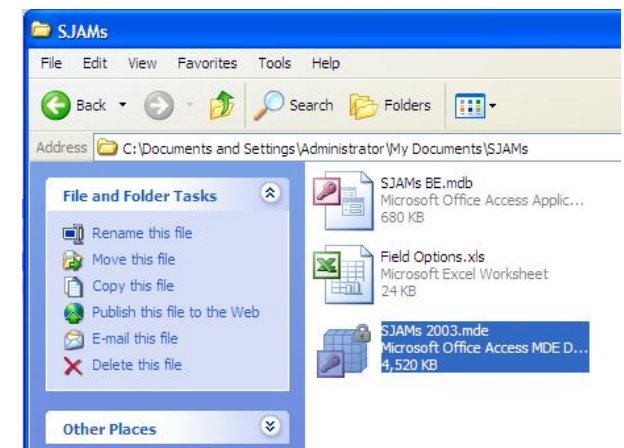 SJAMs
File Edit View Favorites Tools Help
Back Search Folders
Address C:\Documents and Settings\Administrator\My Documents\SJAMs
File and Folder Tasks
Rename this file
Move this file
Copy this file
Publish this file to the Web
E-mail this file
Delete this file
Other Places
SJAMs BE.mdb
Microsoft Office Access Applic...
680 KB
Field Options.xls
Microsoft Excel Worksheet
24 KB
SJAMs 2003.mde
Microsoft Office Access MDE D...
4,520 KB